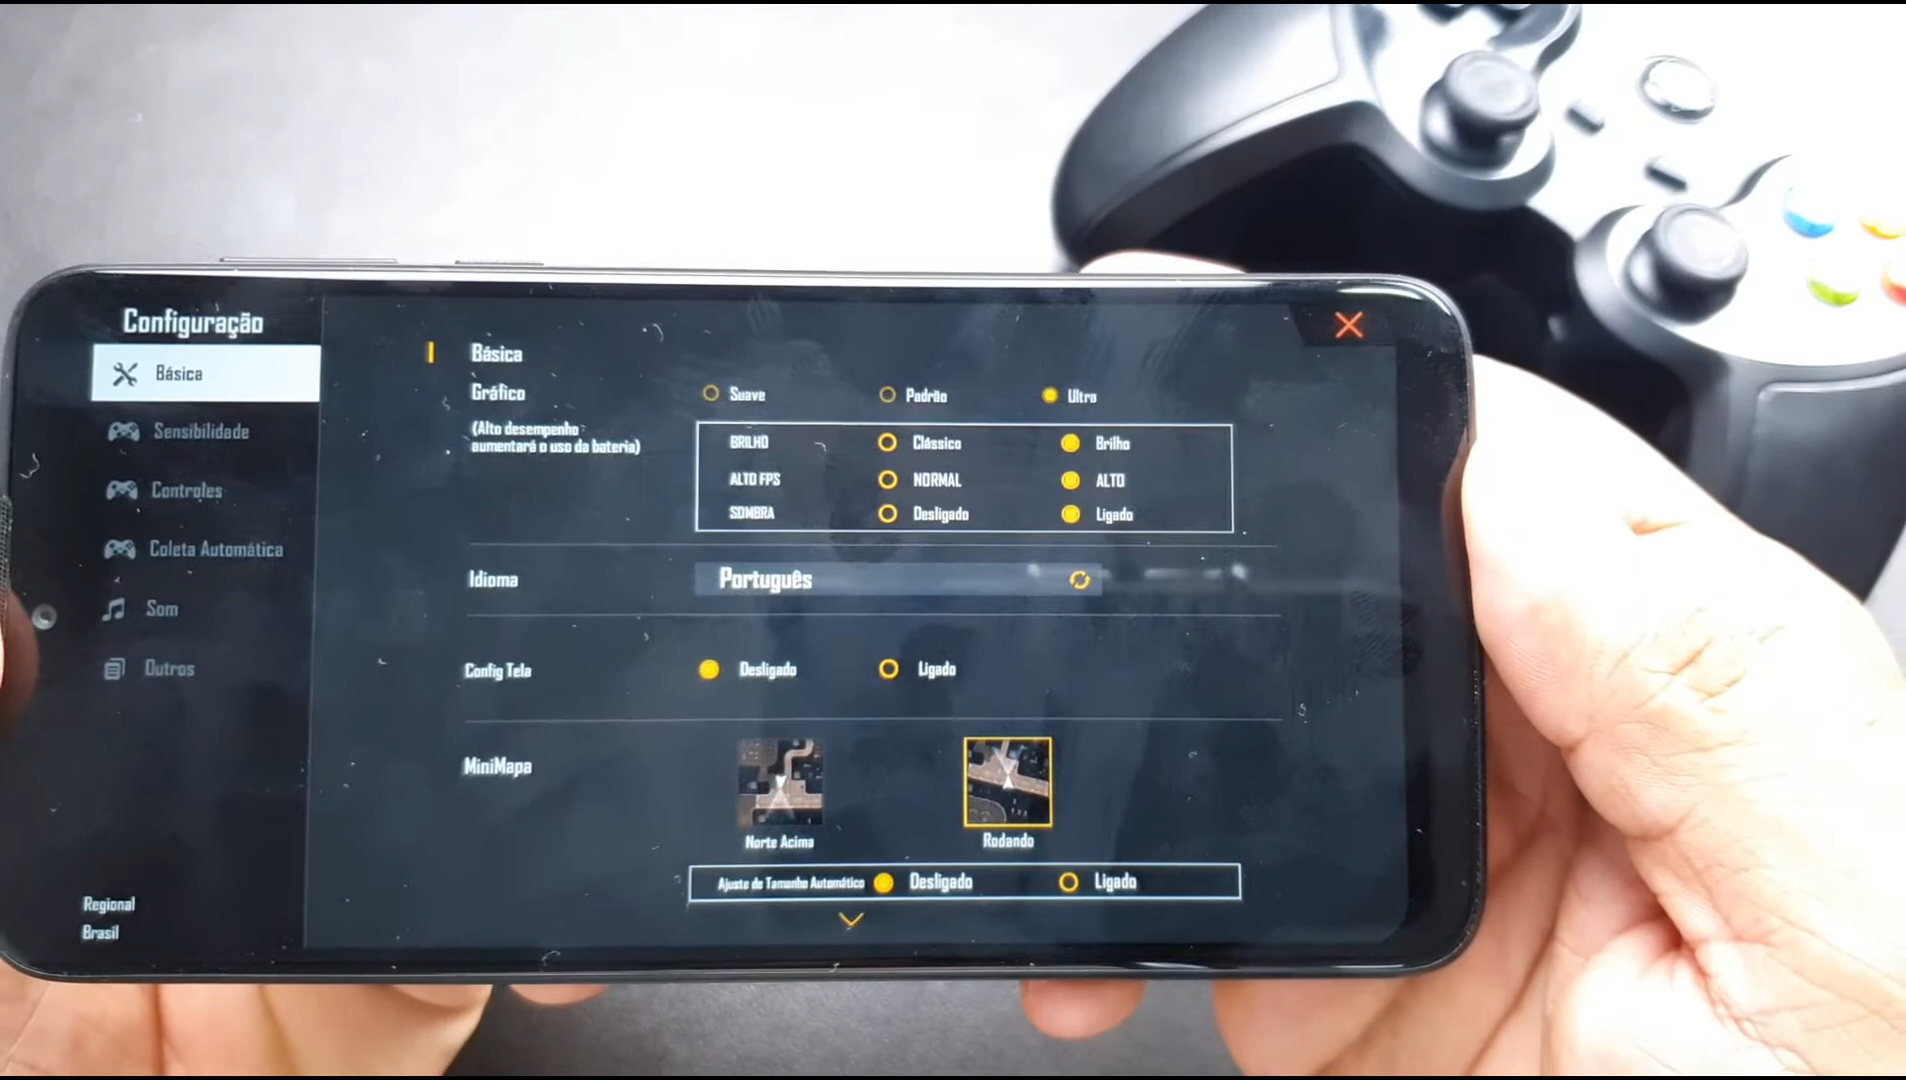 Configuração
Básica
Sensibilidade
Controles
Coleta Automática
Som
Outros
Regional
Brasil
Básica
Gráfico
(Alto desempenho
aumentará o uso da bateria)
Suave Padrão Ultra
BRILHO Clássico Brilho
ALTO FPS NORMAL ALTO
SOMBRA Desligado Ligado
Idioma Português
Config Tela Desligado Ligado
MiniMapa
Norte Acima Rodando
Ajuste de Tamanho Automático Desligado Ligado